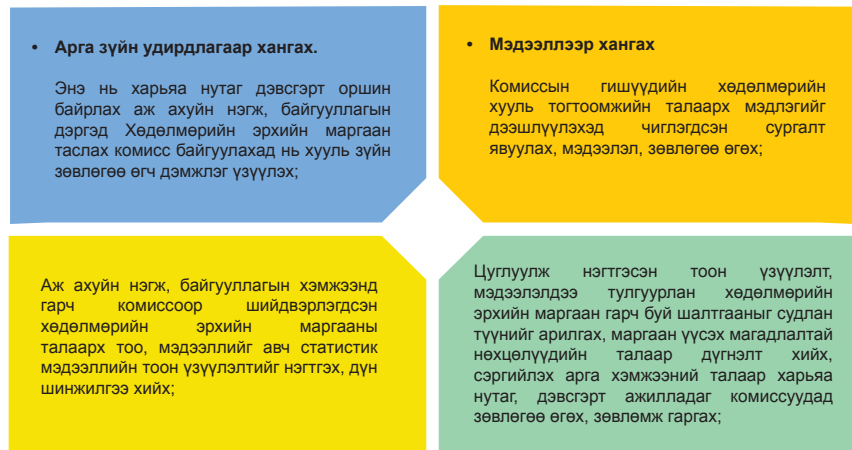 • Арга зүйн удирдлагаар хангах.
Энэ нь харьяа нутаг дэвсгэрт оршин
байрлах аж ахуйн нэгж, байгууллагын
дэргэд Хөдөлмөрийн эрхийн маргаан
таслах комисс байгуулахад нь хууль зүйн
зөвлөгөө өгч дэмжлэг үзүүлэх;
• Мэдээллээр хангах
Комиссын гишүүдийн хөдөлмөрийн
хууль тогтоомжийн талаарх мэдлэгийг
дээшлүүлэхэд чиглэгдсэн сургалт
явуулах, мэдээлэл, зөвлөгөө өгөх;
Аж ахуйн нэгж, байгууллагын хэмжээнд
гарч комиссоор шийдвэрлэгдсэн
хөдөлмөрийн эрхийн маргааны
талаарх тоо, мэдээллийг авч статистик
мэдээллийн тоон үзүүлэлтийг нэгтгэх, дүн
шинжилгээ хийх;
Цуглуулж нэгтгэсэн тоон үзүүлэлт,
мэдээлэлдээ тулгуурлан хөдөлмөрийн
эрхийн маргаан гарч буй шалтгааныг судлан
түүнийг арилгах, маргаан үүсэх магадлалтай
нөхцөлүүдийн талаар дүгнэлт хийх,
сэргийлэх арга хэмжээний талаар харьяа
нутаг, дэвсгэрт ажилладаг комиссуудад
зөвлөгөө өгөх, зөвлөмж гаргах;